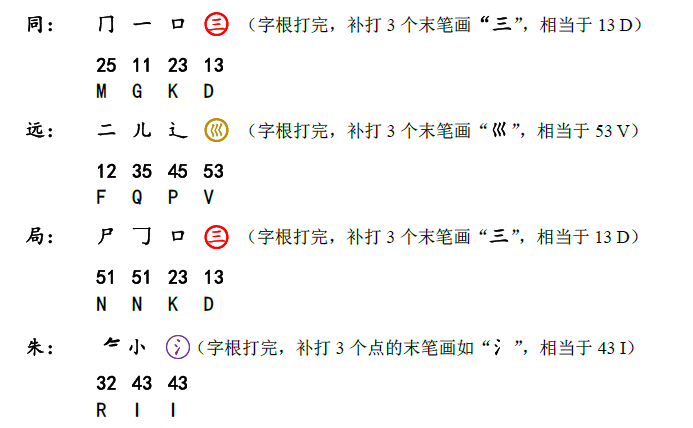 同： 冂 一 口 ㊂ （字根打完，补打 3 个末笔画“三”，相当于 13 D）
25 11 23 13
M G K D
远： 二 儿 辶 巛 （字根打完，补打 3 个末笔画“巛”，相当于 53 V）
12 35 45 53
F Q P V
局： 尸 𠃌 口 ㊂ （字根打完，补打 3 个末笔画“三”，相当于 13 D）
51 51 23 13
N N K D
朱： 𠂉 小 氵（字根打完，补打 3 个点的末笔画如“氵”，相当于 43 I）
32 43 43
R I I